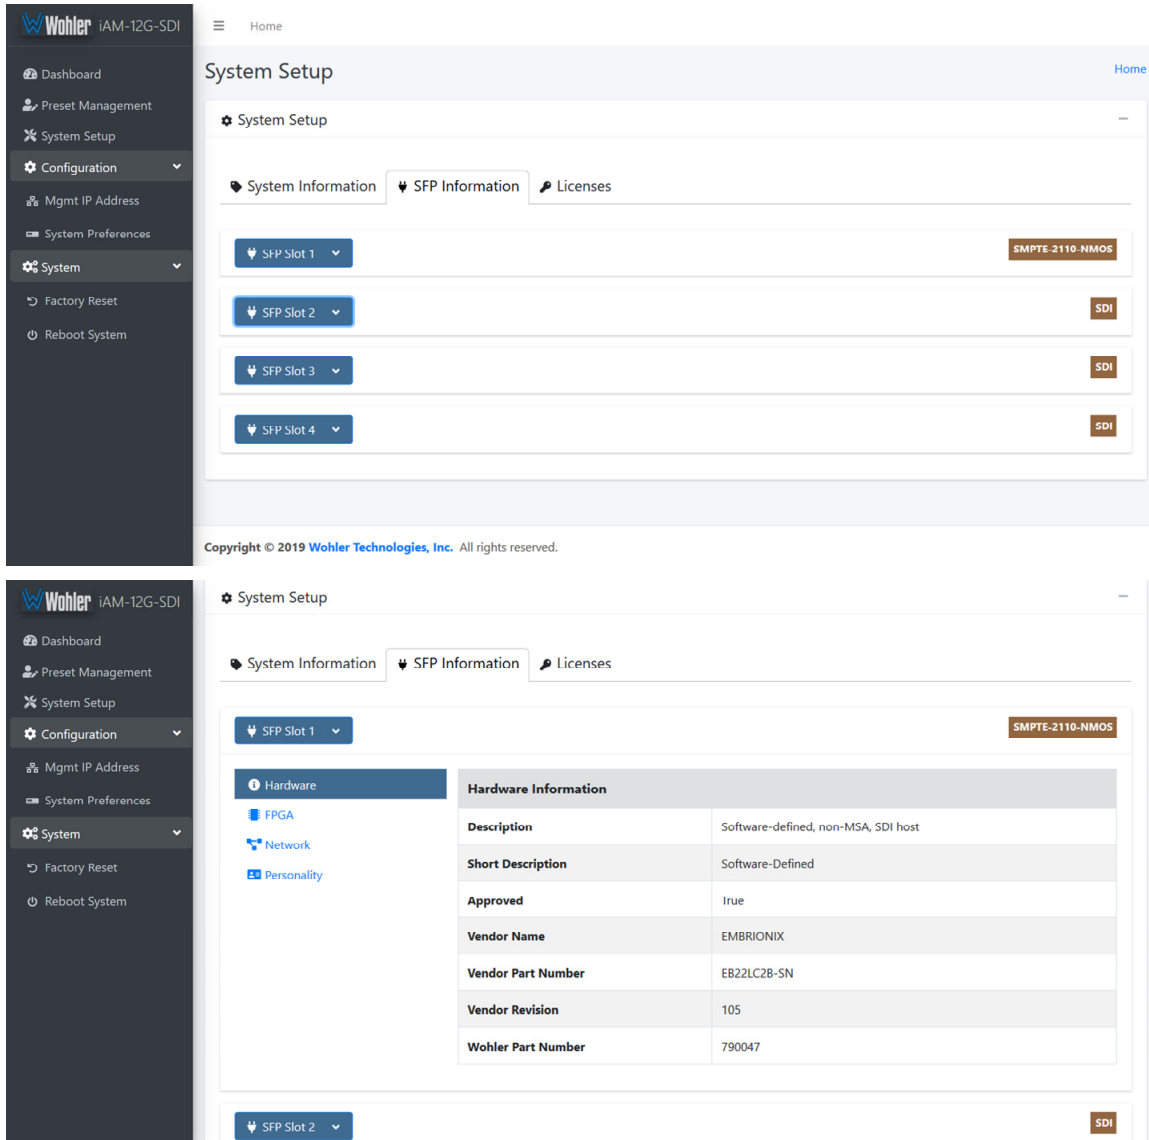 Wohler iAM-12G-SDI
Home
Dashboard
Preset Management
System Setup
Configuration
Mgmt IP Address
System Preferences
System
Factory Reset
Reboot System
System Setup
Home
System Setup
System Information SFP Information Licenses
SFP Slot 1 SMPTE-2110-NMOS
SFP Slot 2 SDI
SFP Slot 3 SDI
SFP Slot 4 SDI
Copyright © 2019 Wohler Technologies, Inc. All rights reserved.
Wohler iAM-12G-SDI
Dashboard
Preset Management
System Setup
Configuration
Mgmt IP Address
System Preferences
System
Factory Reset
Reboot System
System Setup
System Information SFP Information Licenses
SFP Slot 1 SMPTE-2110-NMOS
Hardware
FPGA
Network
Personality
Hardware Information
Description Software-defined, non-MSA, SDI host
Short Description Software-Defined
Approved True
Vendor Name EMBRIONIX
Vendor Part Number EB22LC2B-SN
Vendor Revision 105
Wohler Part Number 790047
SFP Slot 2 SDI